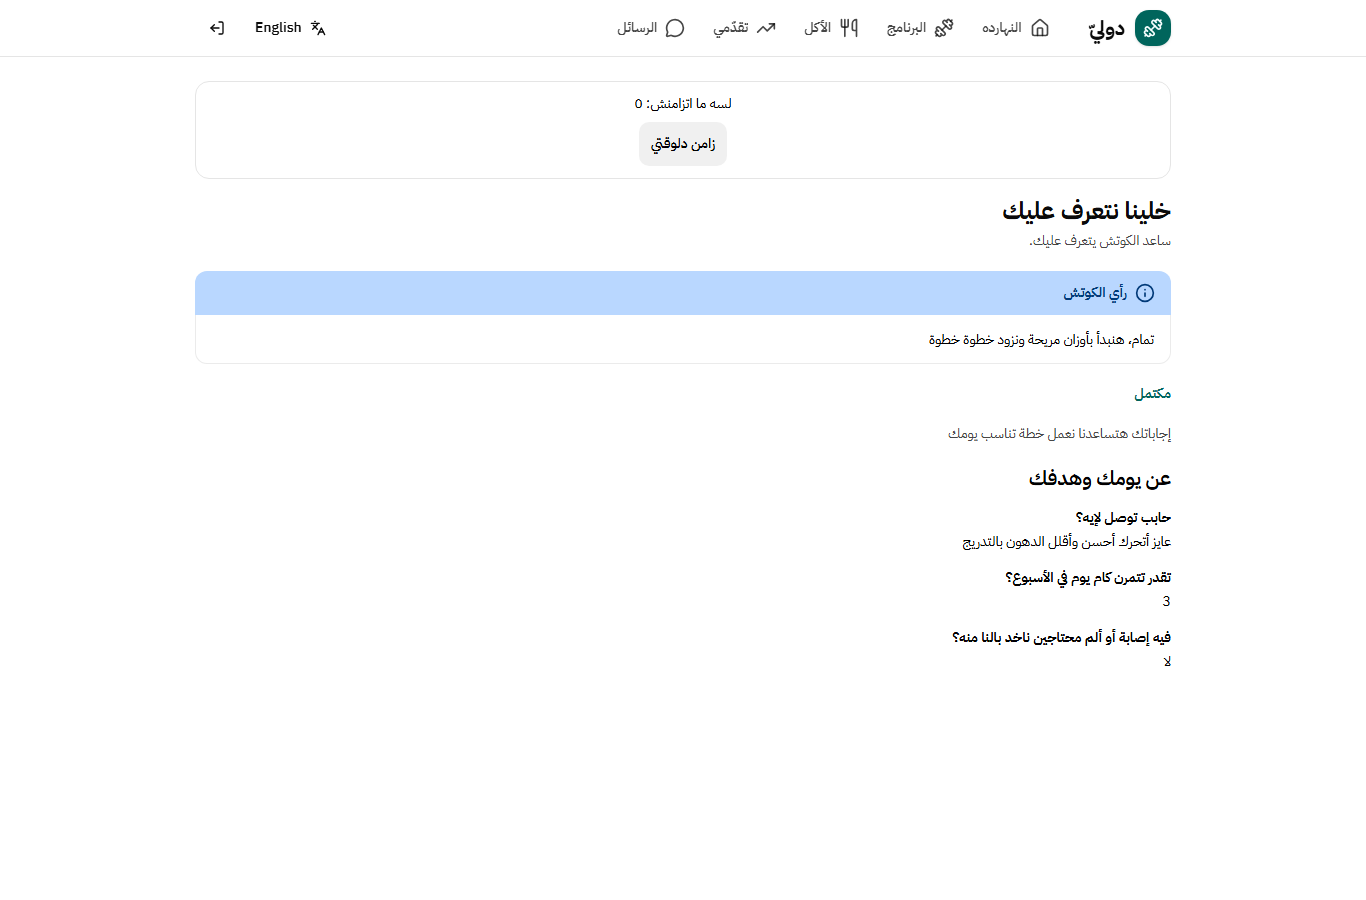 دوليّ
النهارده
البرنامج
الأكل
تقدّمي
الرسائل
English
لسه ما اتزامنش: 0
زامن دلوقتي
خلينا نتعرف عليك
ساعد الكوتش يتعرف عليك.
رأي الكوتش
تمام، هنبدأ بأوزان مريحة ونزود خطوة خطوة
مكتمل
إجاباتك هتساعدنا نعمل خطة تناسب يومك
عن يومك وهدفك
حابب توصل لإيه؟
عايز أتحرك أحسن وأقلل الدهون بالتدريج
تقدر تتمرن كام يوم في الأسبوع؟
3
فيه إصابة أو ألم محتاجين ناخد بالنا منه؟
لا